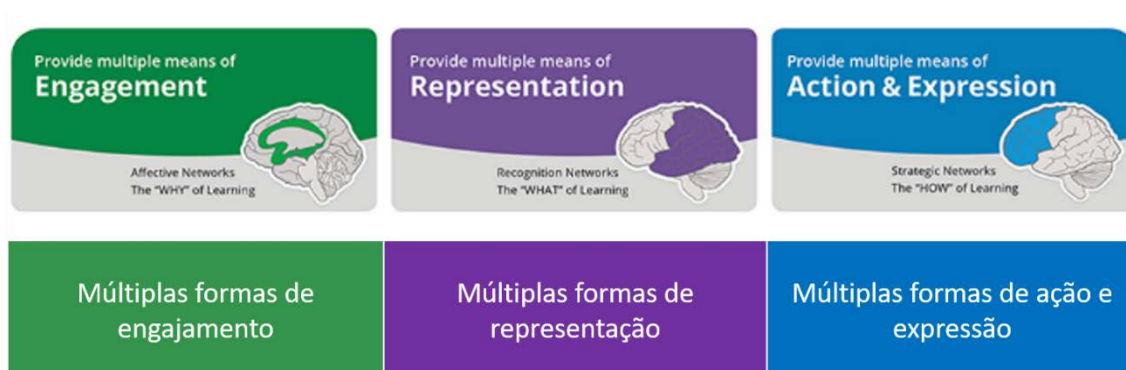 Provide multiple means of
Engagement
Affective Networks
The "WHY" of Learning
Provide multiple means of
Representation
Recognition Networks
The "WHAT" of Learning
Provide multiple means of
Action & Expression
Strategic Networks
The "HOW" of Learning
Múltiplas formas de
engajamento
Múltiplas formas de
representação
Múltiplas formas de ação e
expressão